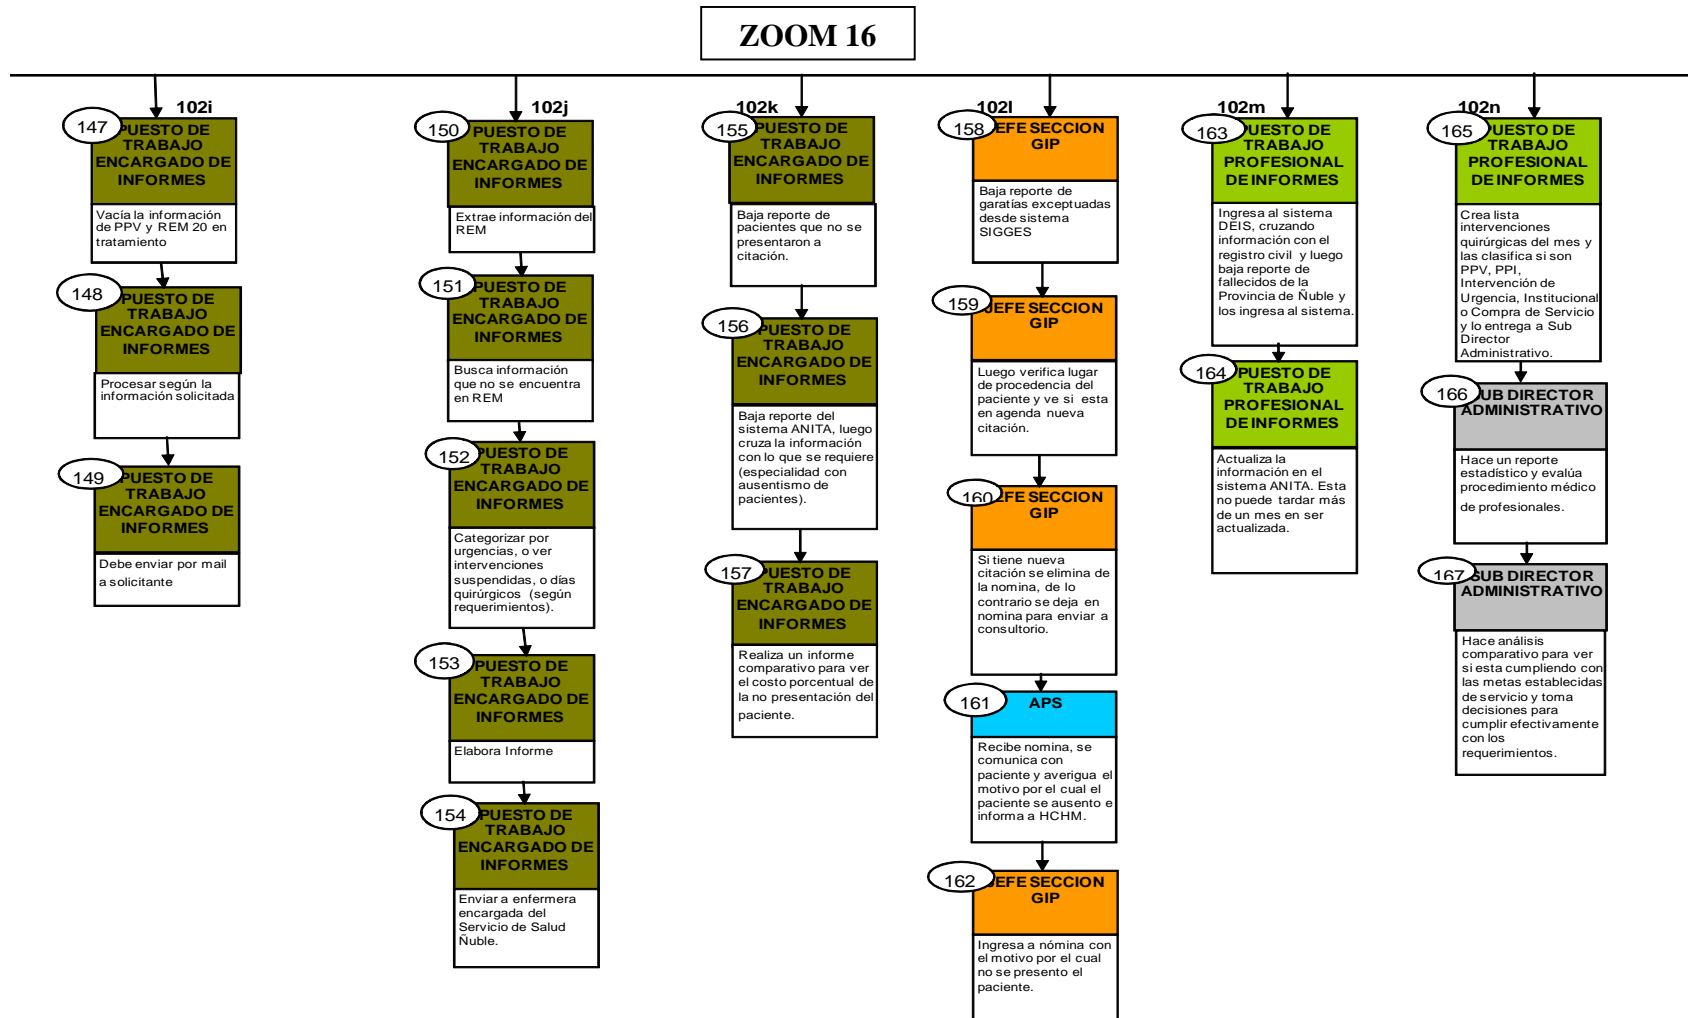 ZOOM 16
102i
147
PUESTO DE
TRABAJO
ENCARGADO DE
INFORMES
Vacía la información
de PPV y REM 20 en
tratamiento
148
PUESTO DE
TRABAJO
ENCARGADO DE
INFORMES
Procesar según la
información solicitada
149
PUESTO DE
TRABAJO
ENCARGADO DE
INFORMES
Debe enviar por mail
a solicitante
102j
150
PUESTO DE
TRABAJO
ENCARGADO DE
INFORMES
Extrae información del
REM
151
PUESTO DE
TRABAJO
ENCARGADO DE
INFORMES
Busca información
que no se encuentra
en REM
152
PUESTO DE
TRABAJO
ENCARGADO DE
INFORMES
Categorizar por
urgencias, o ver
intervenciones
suspendidas, o días
quirúrgicos (según
requerimientos).
153
PUESTO DE
TRABAJO
ENCARGADO DE
INFORMES
Elabora Informe
154
PUESTO DE
TRABAJO
ENCARGADO DE
INFORMES
Enviar a enfermera
encargada del
Servicio de Salud
Ñuble.
102k
155
PUESTO DE
TRABAJO
ENCARGADO DE
INFORMES
Baja reporte de
pacientes que no se
presentaron a
citación.
156
PUESTO DE
TRABAJO
ENCARGADO DE
INFORMES
Baja reporte del
sistema ANITA, luego
cruza la información
con lo que se requiere
(especialidad con
ausentismo de
pacientes).
157
PUESTO DE
TRABAJO
ENCARGADO DE
INFORMES
Realiza un informe
comparativo para ver
el costo porcentual de
la no presentación del
paciente.
102l
158
JEFE SECCION
GIP
Baja reporte de
garatías exceptuadas
desde sistema
SIGGES
159
JEFE SECCION
GIP
Luego verifica lugar
de procedencia del
paciente y ve si esta
en agenda nueva
citación.
160
JEFE SECCION
GIP
Si tiene nueva
citación se elimina de
la nomina, de lo
contrario se deja en
nomina para enviar a
consultorio.
161
APS
Recibe nomina, se
comunica con
paciente y averigua el
motivo por el cual el
paciente se ausento e
informa a HCHM.
162
JEFE SECCION
GIP
Ingresa a nómina con
el motivo por el cual
no se presento el
paciente.
102m
163
PUESTO DE
TRABAJO
PROFESIONAL
DE INFORMES
Ingresa al sistema
DEIS, cruzando
información con el
registro civil y luego
baja reporte de
fallecidos de la
Provincia de Ñuble y
los ingresa al sistema.
164
PUESTO DE
TRABAJO
PROFESIONAL
DE INFORMES
Actualiza la
información en el
sistema ANITA. Esta
no puede tardar más
de un mes en ser
actualizada.
102n
165
PUESTO DE
TRABAJO
PROFESIONAL
DE INFORMES
Crea lista
intervenciones
quirúrgicas del mes y
las clasifica si son
PPV, PPI,
Intervención de
Urgencia, Institucional
o Compra de Servicio
y lo entrega a Sub
Director
Administrativo.
166
SUB DIRECTOR
ADMINISTRATIVO
Hace un reporte
estadístico y evalúa
procedimiento médico
de profesionales.
167
SUB DIRECTOR
ADMINISTRATIVO
Hace análisis
comparativo para ver
si esta cumpliendo con
las metas establecidas
de servicio y toma
decisiones para
cumplir efectivamente
con los
requerimientos.